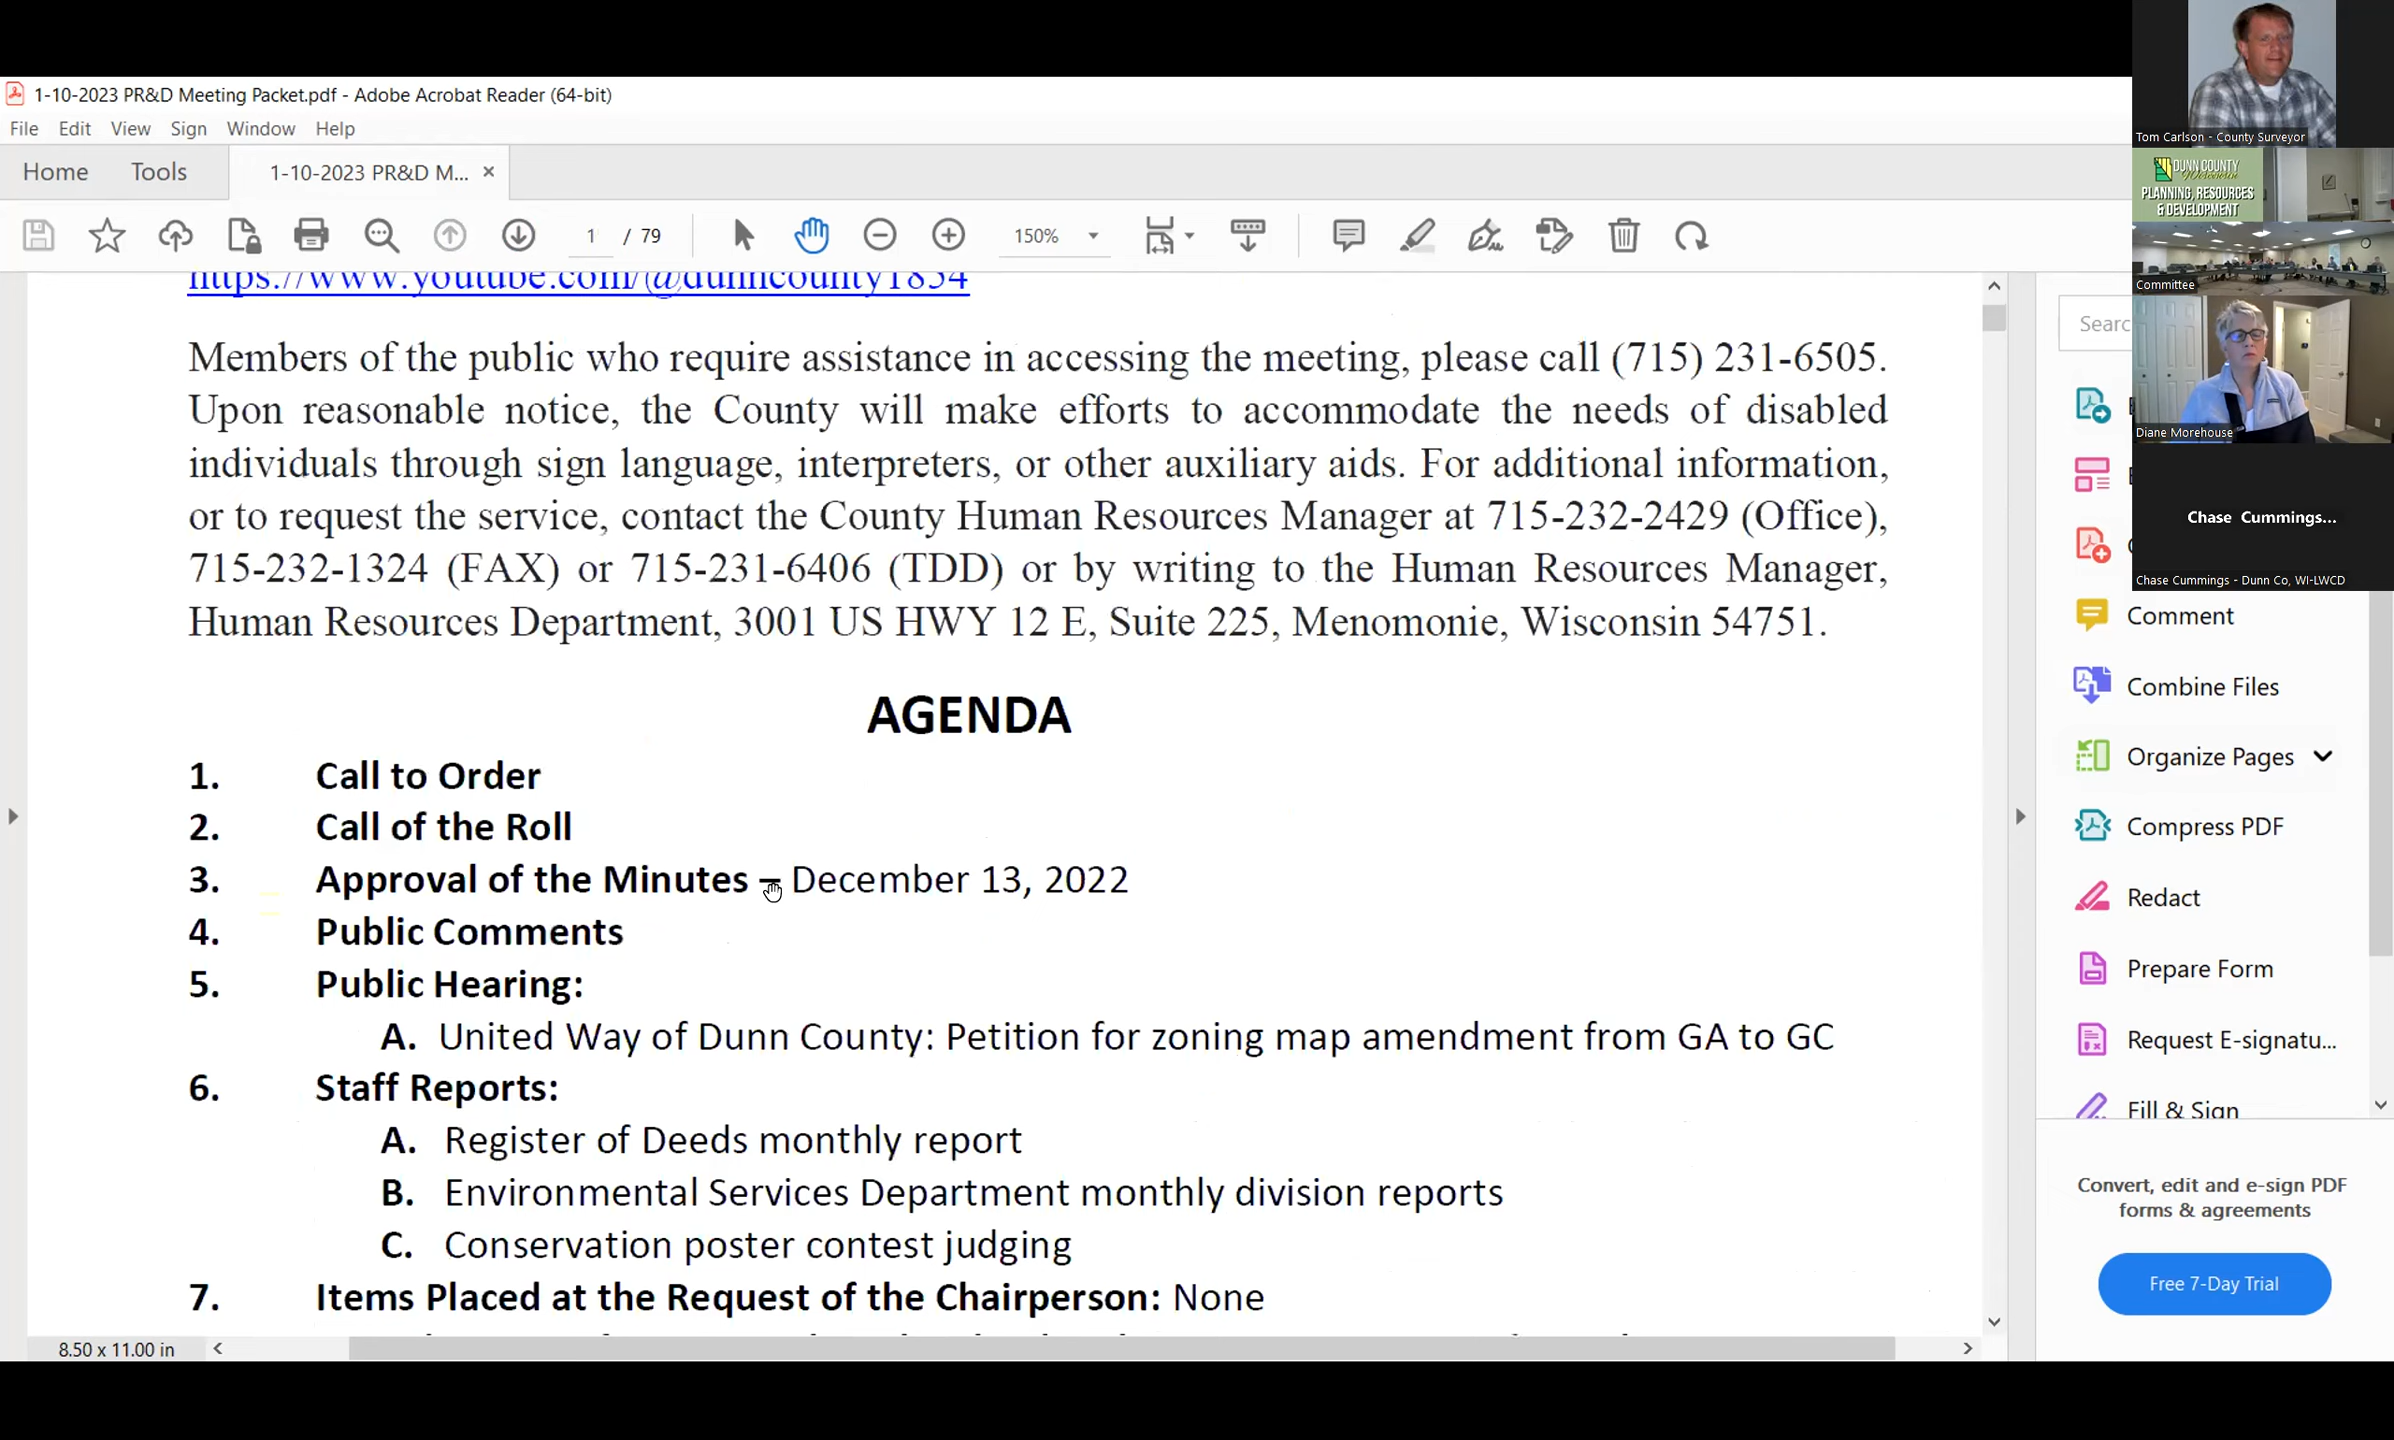 1-10-2023 PR&D Meeting Packet.pdf - Adobe Acrobat Reader (64-bit)
File Edit View Sign Window Help
Home Tools 1-10-2023 PR&D M... ×
1 / 79 150%
https://www.youtube.com/@dunncounty1854
Members of the public who require assistance in accessing the meeting, please call (715) 231-6505.
Upon reasonable notice, the County will make efforts to accommodate the needs of disabled
individuals through sign language, interpreters, or other auxiliary aids. For additional information,
or to request the service, contact the County Human Resources Manager at 715-232-2429 (Office),
715-232-1324 (FAX) or 715-231-6406 (TDD) or by writing to the Human Resources Manager,
Human Resources Department, 3001 US HWY 12 E, Suite 225, Menomonie, Wisconsin 54751.
AGENDA
1. Call to Order
2. Call of the Roll
3. Approval of the Minutes – December 13, 2022
4. Public Comments
5. Public Hearing:
A. United Way of Dunn County: Petition for zoning map amendment from GA to GC
6. Staff Reports:
A. Register of Deeds monthly report
B. Environmental Services Department monthly division reports
C. Conservation poster contest judging
7. Items Placed at the Request of the Chairperson: None
8.50 x 11.00 in
Searc
Comment
Combine Files
Organize Pages
Compress PDF
Redact
Prepare Form
Request E-signatu...
Fill & Sign
Convert, edit and e-sign PDF
forms & agreements
Free 7-Day Trial
Tom Carlson - County Surveyor
DUNN COUNTY
Wisconsin
PLANNING, RESOURCES
& DEVELOPMENT
Committee
Diane Morehouse
Chase Cummings...
Chase Cummings - Dunn Co, WI-LWCD